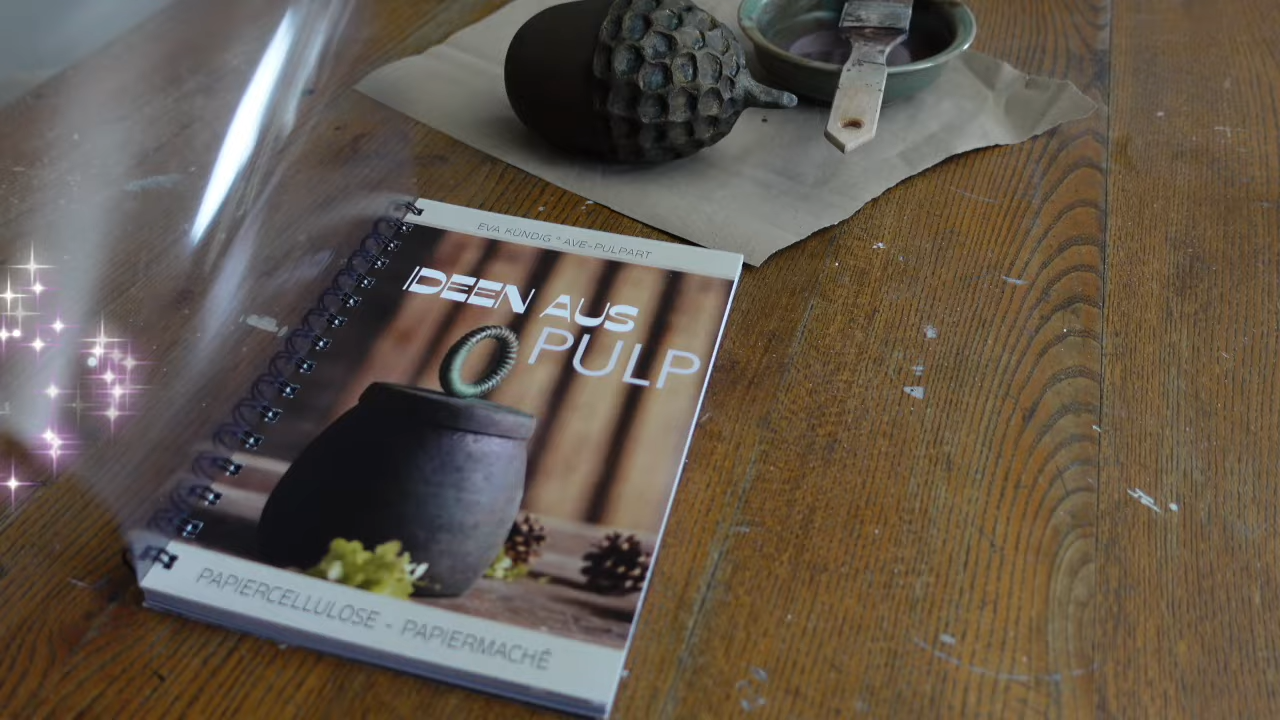 EVA KÜNDIG * AVE-PULPART
IDEEN AUS
PULP
PAPIERCELLULOSE - PAPIERMACHÉ